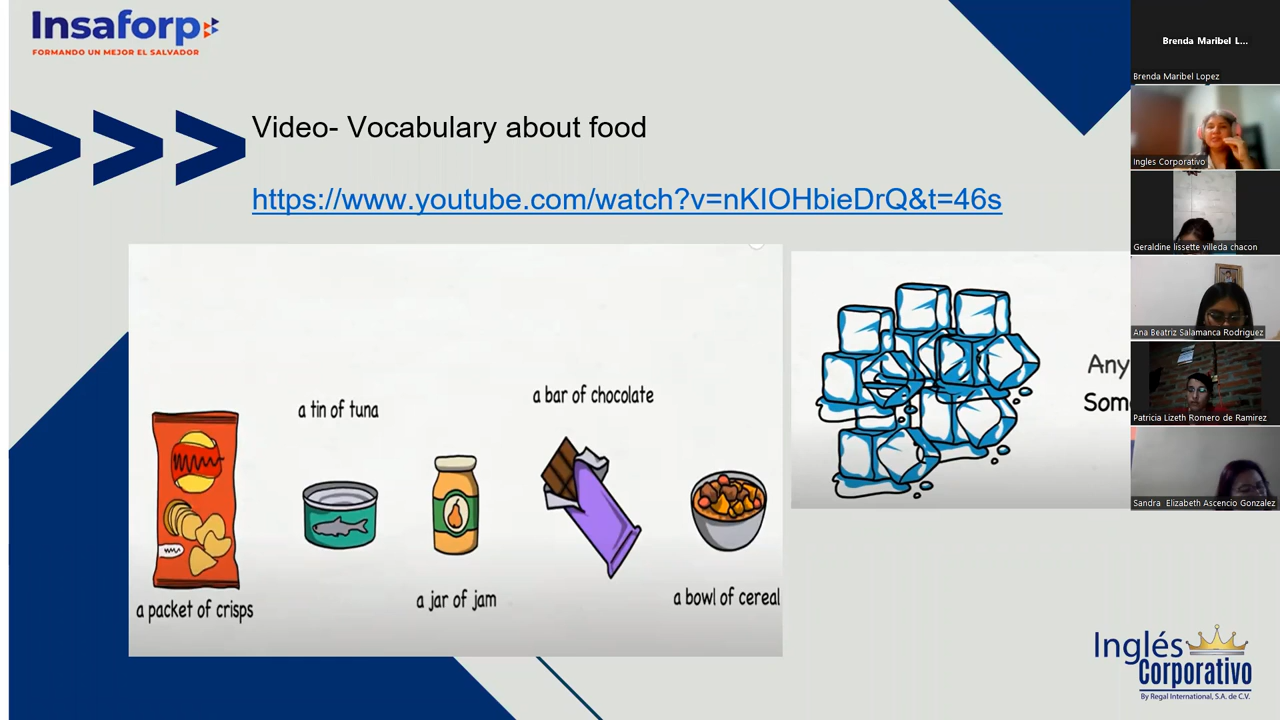 Insaforp
FORMANDO UN MEJOR EL SALVADOR
Video- Vocabulary about food
https://www.youtube.com/watch?v=nKIOHbieDrQ&t=46s
a tin of tuna
a bar of chocolate
a packet of crisps
a jar of jam
a bowl of cereal
Any
Som
Inglés
Corporativo
By Regal International, S.A. de C.V.
Brenda Maribel L...
Brenda Maribel Lopez
Ingles Corporativo
Geraldine lissette villeda chacon
Ana Beatriz Salamanca Rodriguez
Patricia Lizeth Romero de Ramirez
Sandra Elizabeth Ascencio Gonzalez